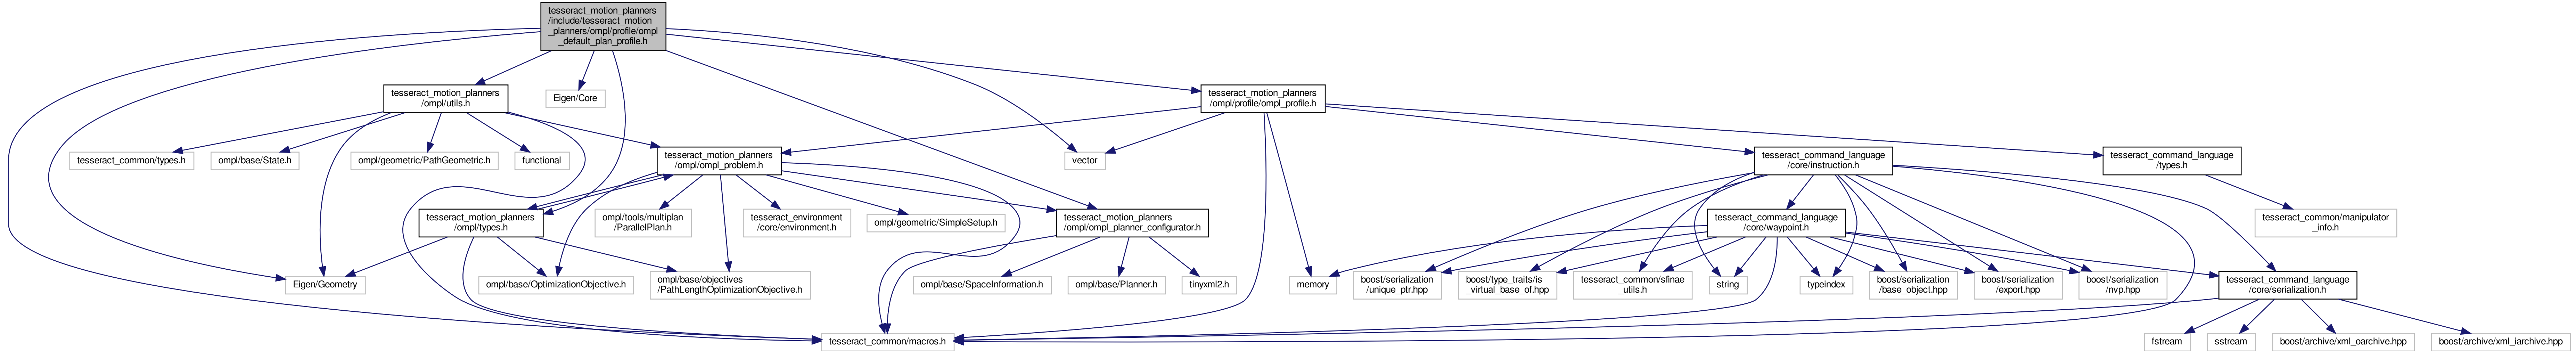 tesseract_motion_planners
/include/tesseract_motion
_planners/ompl/profile/ompl
_default_plan_profile.h
tesseract_motion_planners
/ompl/utils.h
Eigen/Core
tesseract_motion_planners
/ompl/profile/ompl_profile.h
tesseract_common/types.h
ompl/base/State.h
ompl/geometric/PathGeometric.h
functional
tesseract_motion_planners
/ompl/ompl_problem.h
vector
tesseract_command_language
/core/instruction.h
tesseract_command_language
/types.h
tesseract_motion_planners
/ompl/types.h
ompl/tools/multiplan
/ParallelPlan.h
tesseract_environment
/core/environment.h
ompl/geometric/SimpleSetup.h
tesseract_motion_planners
/ompl/ompl_planner_configurator.h
tesseract_command_language
/core/waypoint.h
tesseract_common/manipulator
_info.h
Eigen/Geometry
ompl/base/OptimizationObjective.h
ompl/base/objectives
/PathLengthOptimizationObjective.h
ompl/base/SpaceInformation.h
ompl/base/Planner.h
tinyxml2.h
memory
boost/serialization
/unique_ptr.hpp
boost/type_traits/is
_virtual_base_of.hpp
tesseract_common/sfinae
_utils.h
string
typeindex
boost/serialization
/base_object.hpp
boost/serialization
/export.hpp
boost/serialization
/nvp.hpp
tesseract_command_language
/core/serialization.h
tesseract_common/macros.h
fstream
sstream
boost/archive/xml_oarchive.hpp
boost/archive/xml_iarchive.hpp